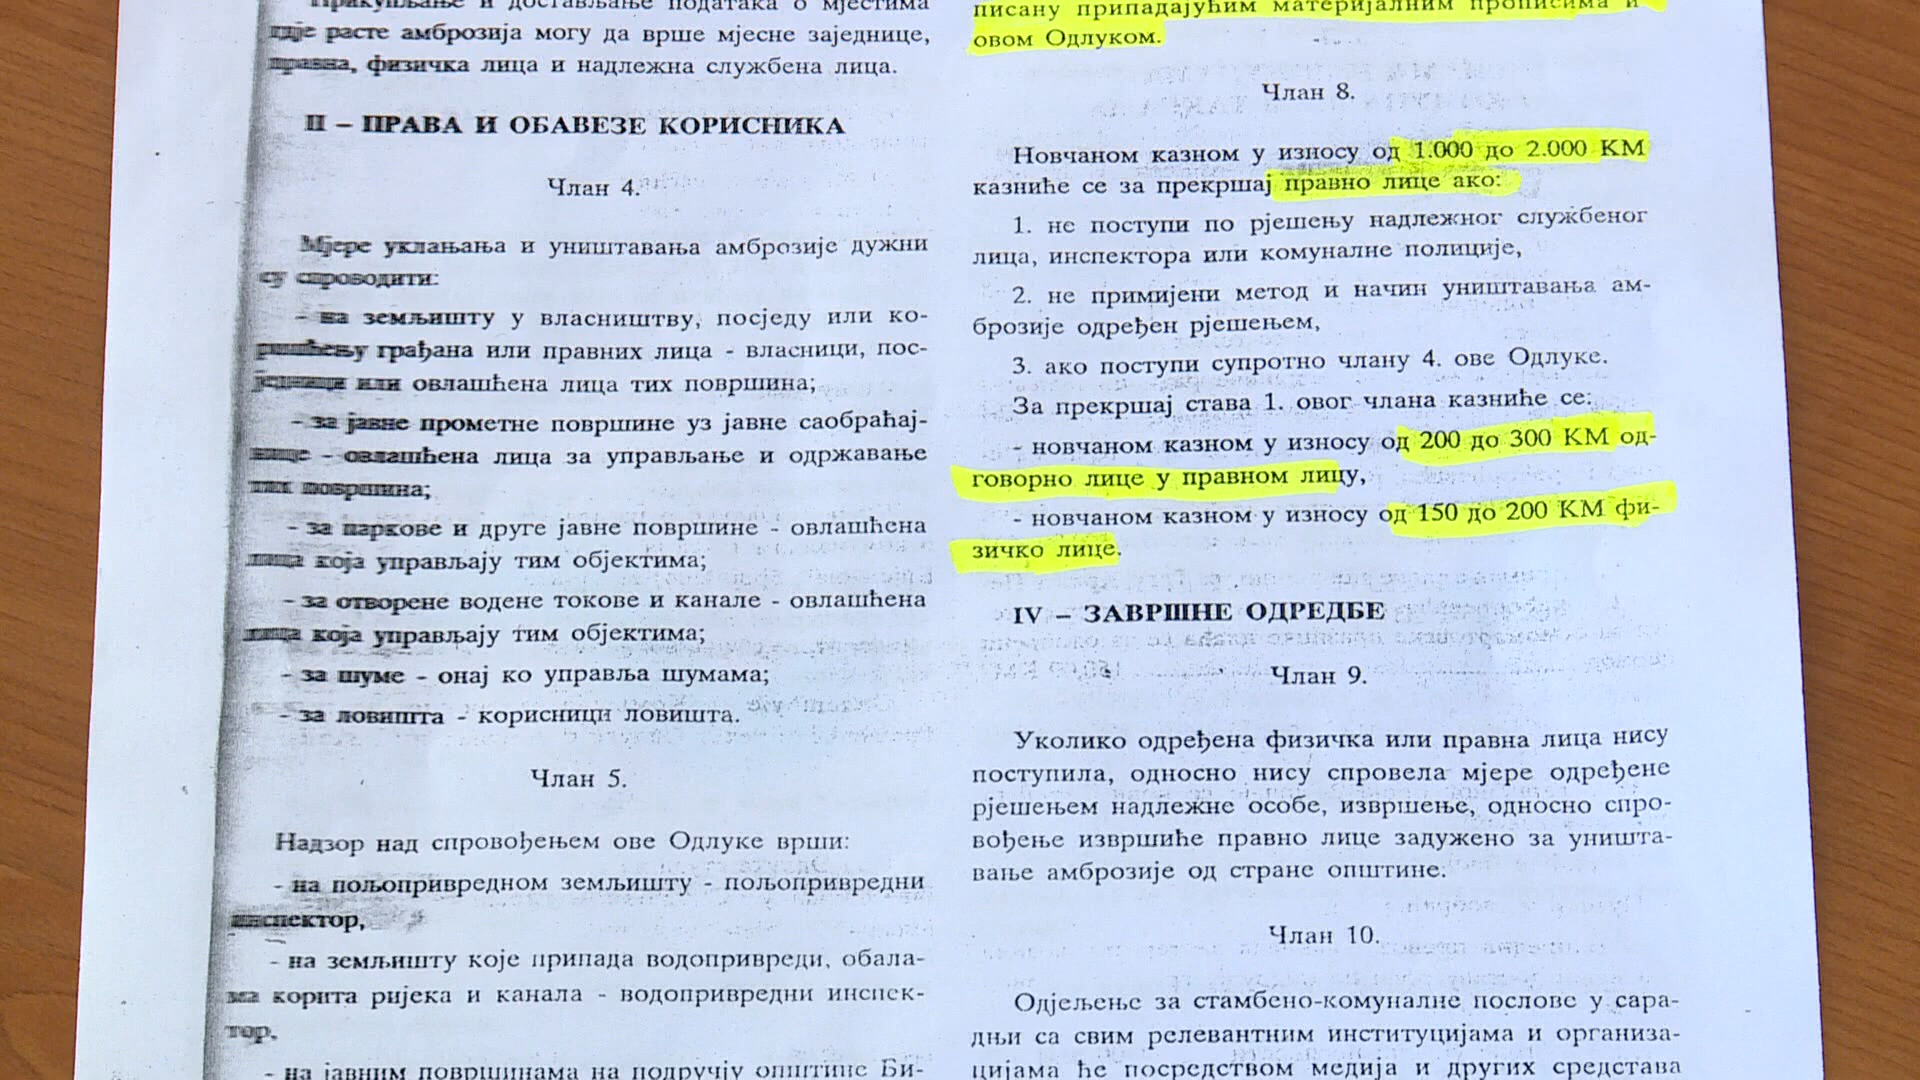 Прикупљање и достављање података о мјестима
гдје расте амброзија могу да врше мјесне заједнице,
правна, физичка лица и надлежна службена лица.
II – ПРАВА И ОБАВЕЗЕ КОРИСНИКА
Члан 4.
Мјере уклањања и уништавања амброзије дужни
су спроводити:
- на земљишту у власништву, посједу или ко-
ришћењу грађана или правних лица - власници, пос-
једници или овлашћена лица тих површина;
- за јавне прометне површине уз јавне саобраћај-
нице - овлашћена лица за управљање и одржавање
тих површина;
- за паркове и друге јавне површине - овлашћена
лица која управљају тим објектима;
- за отворене водене токове и канале - овлашћена
лица која управљају тим објектима;
- за шуме - онај ко управља шумама;
- за ловишта - корисници ловишта.
Члан 5.
Надзор над спровођењем ове Одлуке врши:
- на пољопривредном земљишту - пољопривредни
инспектор,
- на земљишту које припада водопривреди, обала-
ма корита ријека и канала - водопривредни инспек-
тор,
- на јавним површинама на подручју општине Би-
писану припадајућим материјалним прописима и
овом Одлуком.
Члан 8.
Новчаном казном у износу од 1.000 до 2.000 КМ
казниће се за прекршај правно лице ако:
1. не поступи по рјешењу надлежног службеног
лица, инспектора или комуналне полиције,
2. не примијени метод и начин уништавања ам-
брозије одређен рјешењем,
3. ако поступи супротно члану 4. ове Одлуке.
За прекршај става 1. овог члана казниће се:
- новчаном казном у износу од 200 до 300 КМ од-
говорно лице у правном лицу,
- новчаном казном у износу од 150 до 200 КМ фи-
зичко лице.
IV – ЗАВРШНЕ ОДРЕДБЕ
Члан 9.
Уколико одређена физичка или правна лица нису
поступила, односно нису спровела мјере одређене
рјешењем надлежне особе, извршење, односно спро-
вођење извршиће правно лице задужено за уништа-
вање амброзије од стране општине.
Члан 10.
Одјељење за стамбено-комуналне послове у сара-
дњи са свим релевантним институцијама и организа-
цијама ће посредством медија и других средстава